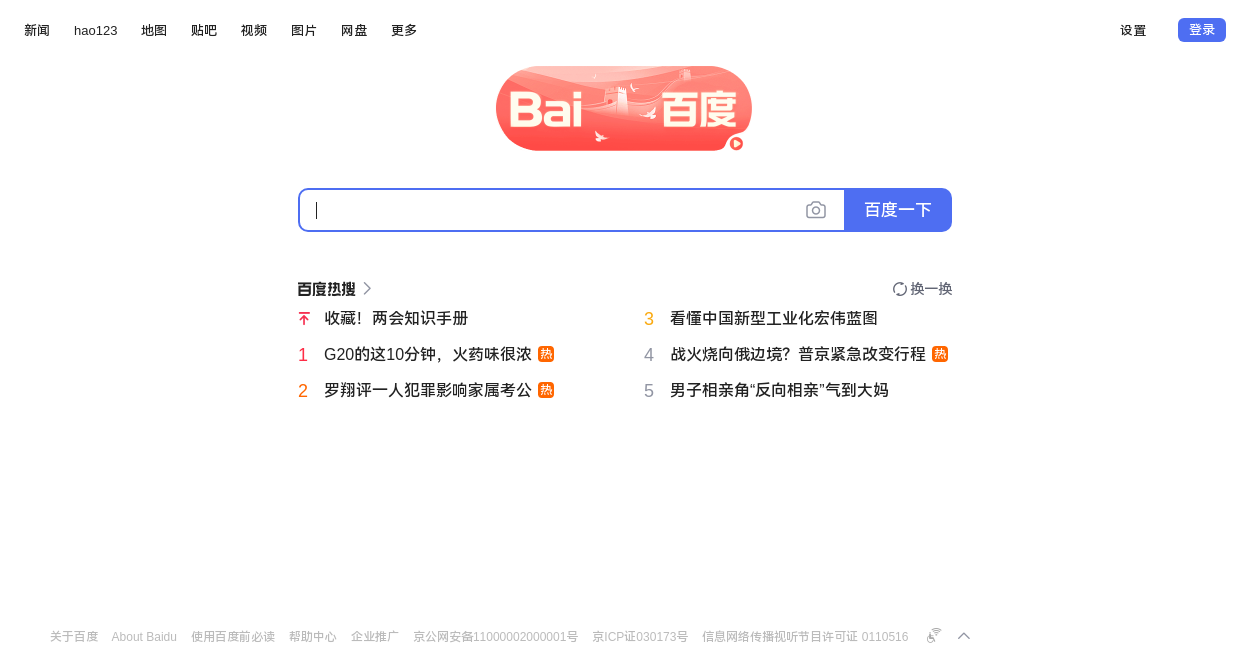 新闻 hao123 地图 贴吧 视频 图片 网盘 更多 设置 登录
Bai 百度
百度一下
百度热搜 换一换
收藏！两会知识手册
1 G20的这10分钟，火药味很浓 热
2 罗翔评一人犯罪影响家属考公 热
3 看懂中国新型工业化宏伟蓝图
4 战火烧向俄边境？普京紧急改变行程 热
5 男子相亲角“反向相亲”气到大妈
关于百度 About Baidu 使用百度前必读 帮助中心 企业推广 京公网安备11000002000001号 京ICP证030173号 信息网络传播视听节目许可证 0110516